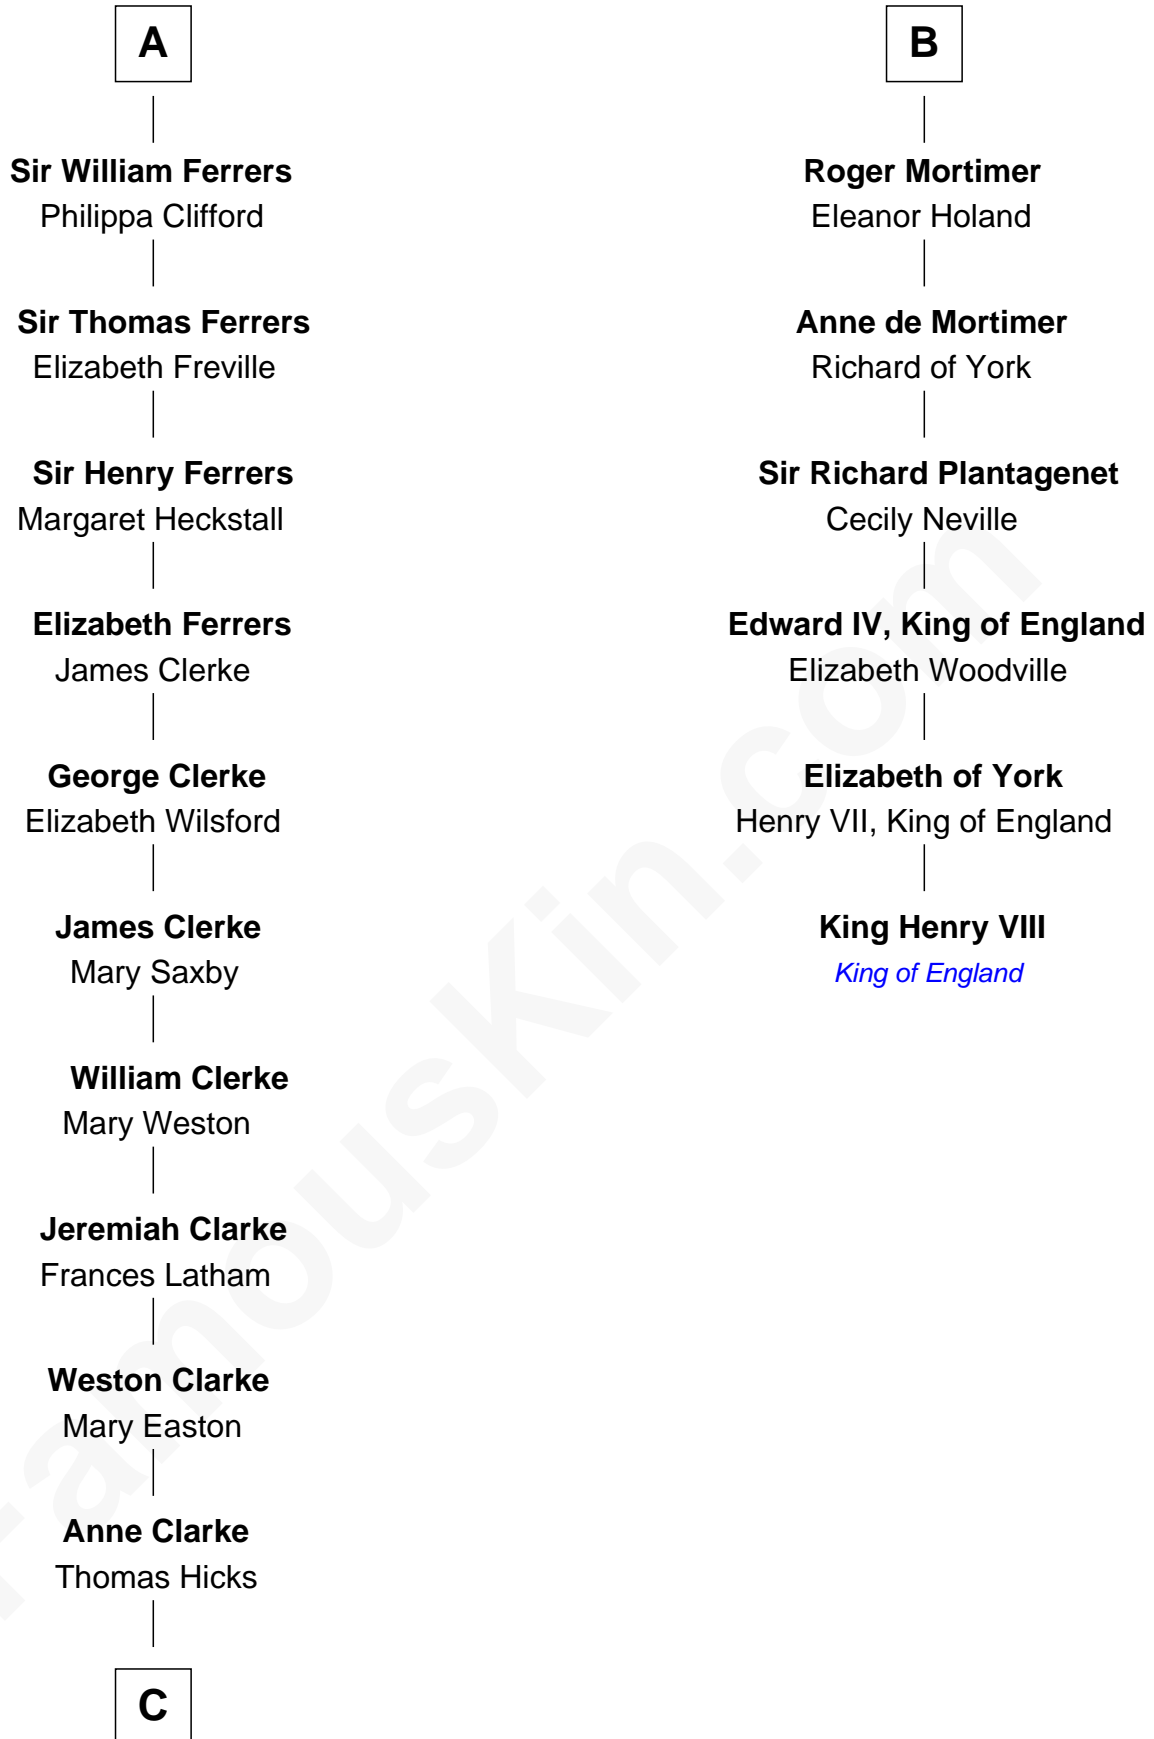 A
Sir William Ferrers
Philippa Clifford
Sir Thomas Ferrers
Elizabeth Freville
Sir Henry Ferrers
Margaret Heckstall
Elizabeth Ferrers
James Clerke
George Clerke
Elizabeth Wilsford
James Clerke
Mary Saxby
William Clerke
Mary Weston
Jeremiah Clarke
Frances Latham
Weston Clarke
Mary Easton
Anne Clarke
Thomas Hicks
C
B
Roger Mortimer
Eleanor Holand
Anne de Mortimer
Richard of York
Sir Richard Plantagenet
Cecily Neville
Edward IV, King of England
Elizabeth Woodville
Elizabeth of York
Henry VII, King of England
King Henry VIII
King of England
FamousKin.com